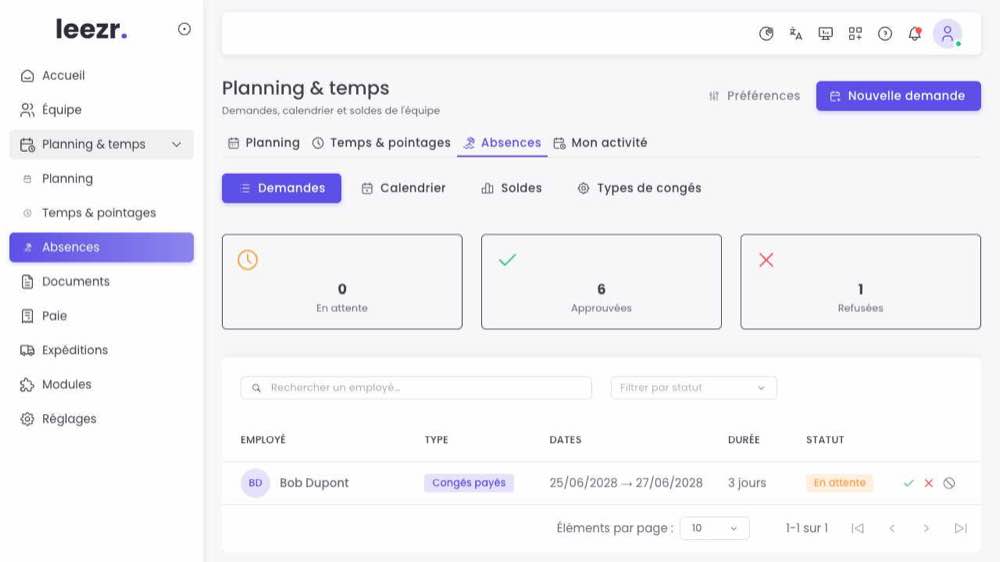 leezr.
Accueil
Équipe
Planning & temps
Planning
Temps & pointages
Absences
Documents
Paie
Expéditions
Modules
Réglages
Planning & temps
Demandes, calendrier et soldes de l'équipe
Préférences
Nouvelle demande
Planning Temps & pointages Absences Mon activité
Demandes Calendrier Soldes Types de congés
0
En attente
6
Approuvées
1
Refusées
Rechercher un employé...
Filtrer par statut
EMPLOYÉ TYPE DATES DURÉE STATUT
BD Bob Dupont Congés payés 25/06/2028 → 27/06/2028 3 jours En attente
Éléments par page : 10 1-1 sur 1